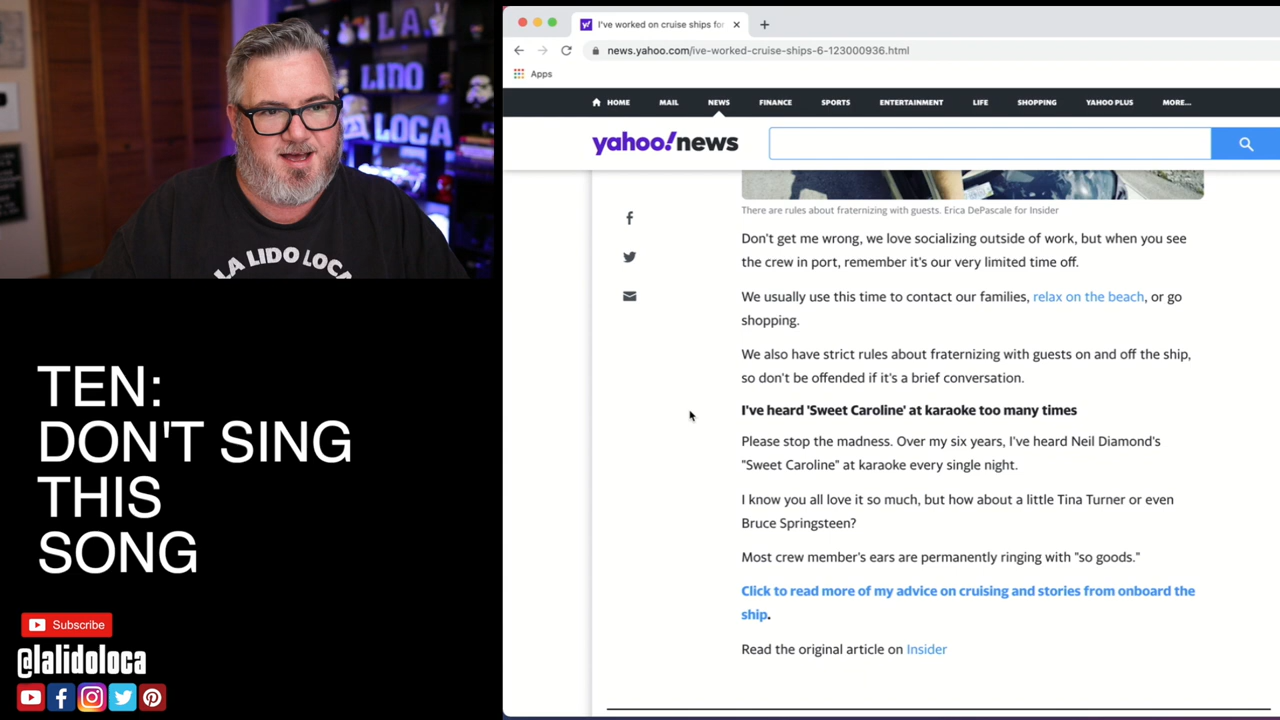 LA
LIDO
LOCA
LA LIDO LOCA
TEN:
DON'T SING
THIS
SONG
Subscribe
@lalidoloca
I've worked on cruise ships for
news.yahoo.com/ive-worked-cruise-ships-6-123000936.html
Apps
HOME MAIL NEWS FINANCE SPORTS ENTERTAINMENT LIFE SHOPPING YAHOO PLUS MORE...
yahoo!news
There are rules about fraternizing with guests. Erica DePascale for Insider
Don't get me wrong, we love socializing outside of work, but when you see
the crew in port, remember it's our very limited time off.
We usually use this time to contact our families, relax on the beach, or go
shopping.
We also have strict rules about fraternizing with guests on and off the ship,
so don't be offended if it's a brief conversation.
I've heard 'Sweet Caroline' at karaoke too many times
Please stop the madness. Over my six years, I've heard Neil Diamond's
"Sweet Caroline" at karaoke every single night.
I know you all love it so much, but how about a little Tina Turner or even
Bruce Springsteen?
Most crew member's ears are permanently ringing with "so goods."
Click to read more of my advice on cruising and stories from onboard the
ship.
Read the original article on Insider